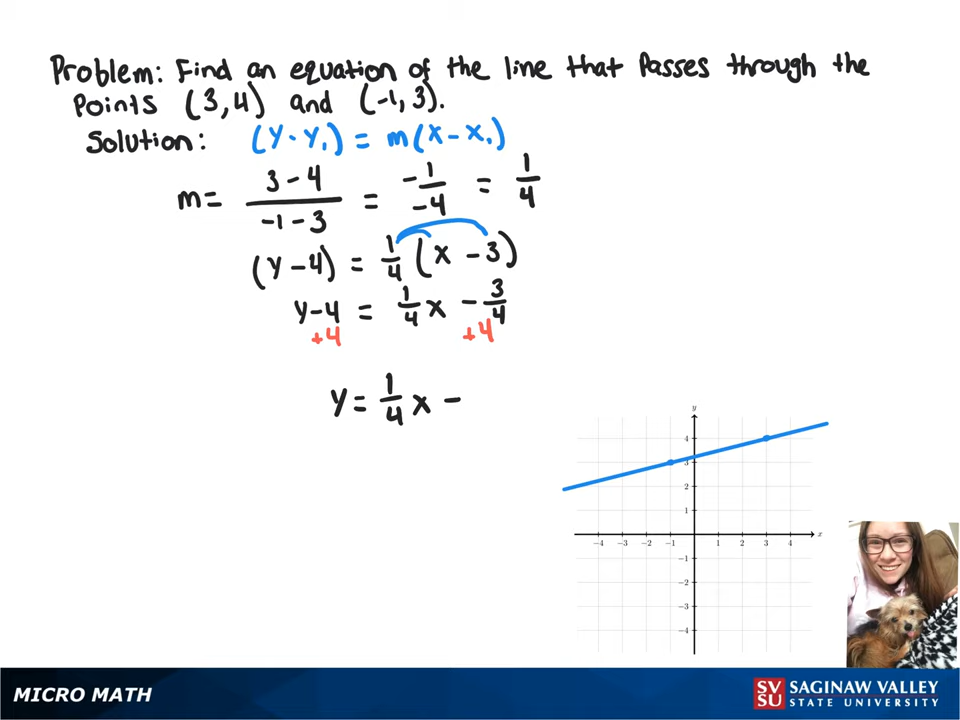 Problem: Find an equation of the line that passes through the
points (3,4) and (-1,3).
Solution: (y - y₁) = m(x - x₁)
m = (3-4)/(-1-3) = -1/-4 = 1/4
(y-4) = 1/4 (x - 3)
y-4 = 1/4 x - 3/4
+4 +4
y = 1/4 x -
y
4
3
2
1
-4 -3 -2 -1 1 2 3 4 x
-1
-2
-3
-4
MICRO MATH
SV SU SAGINAW VALLEY
STATE UNIVERSITY